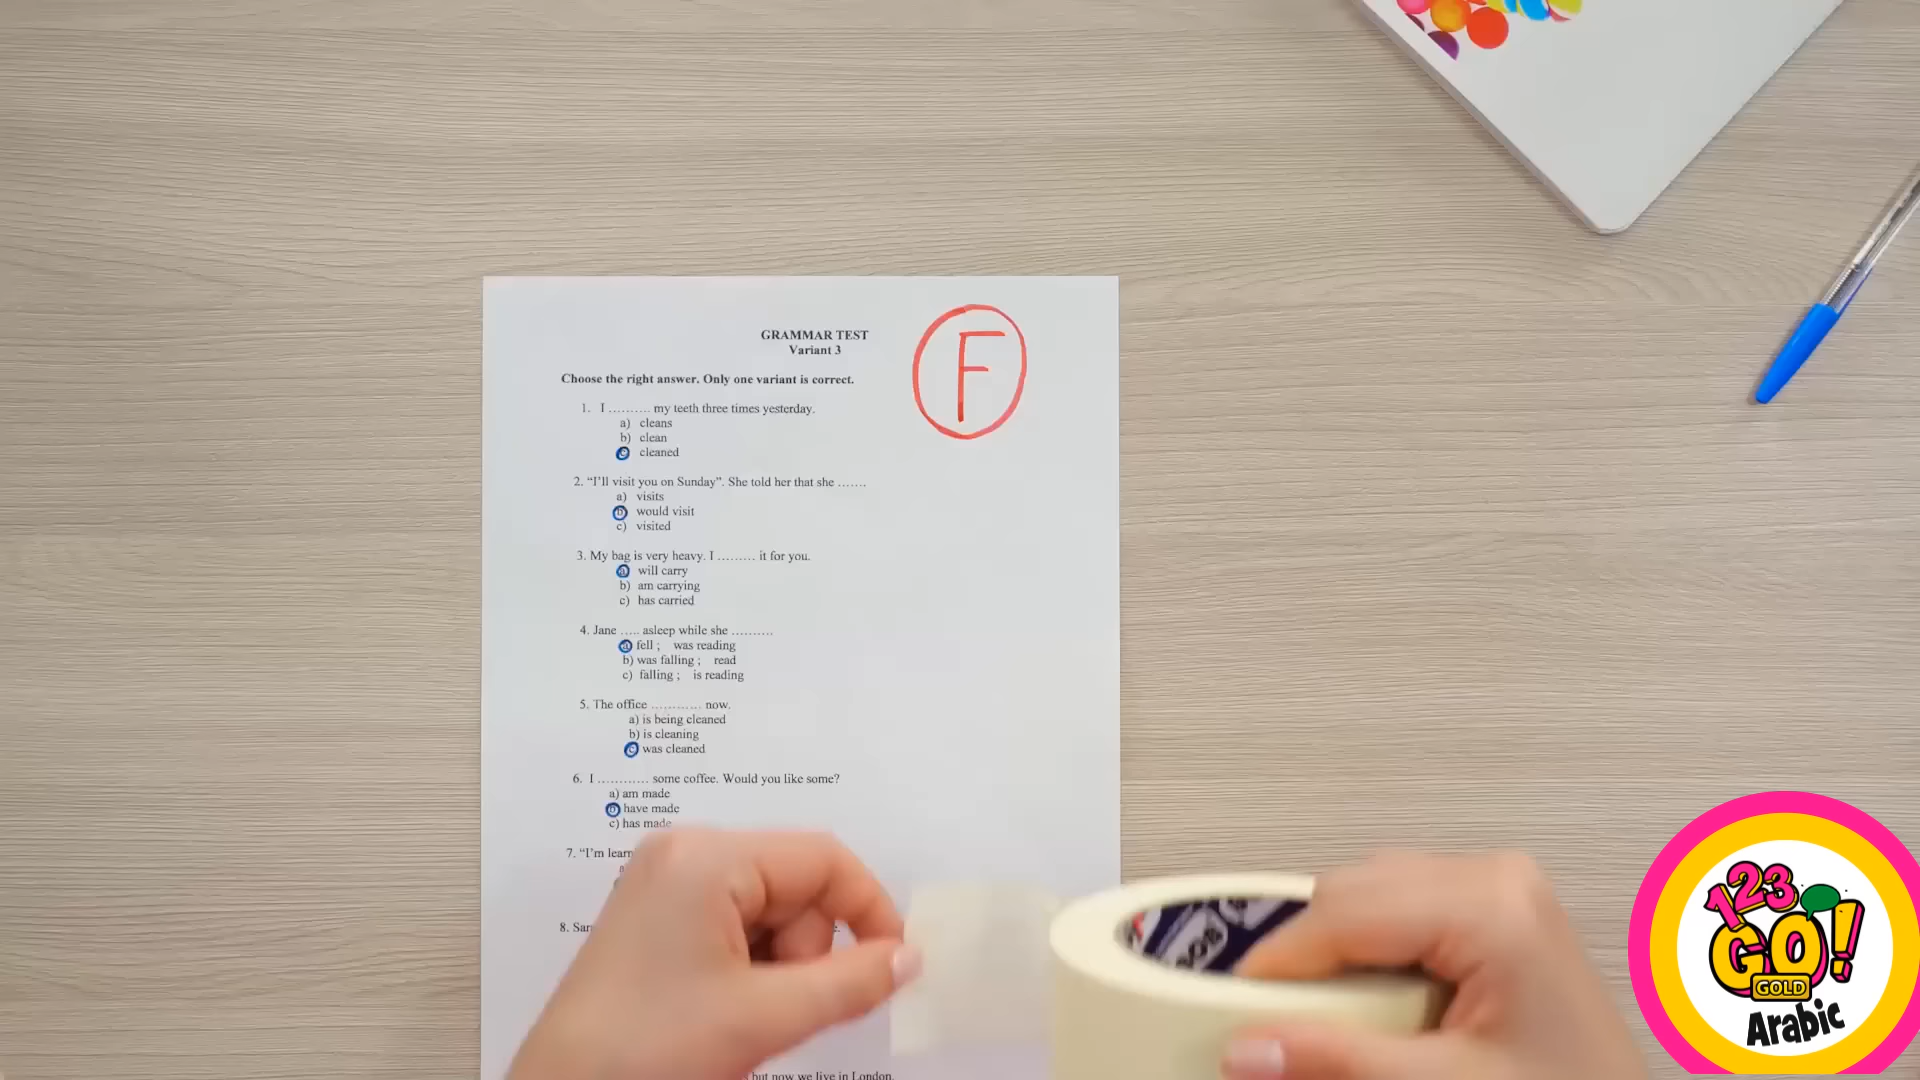 GRAMMAR TEST
Variant 3
F
Choose the right answer. Only one variant is correct.
1. I .......... my teeth three times yesterday.
a) cleans
b) clean
c) cleaned
2. “I’ll visit you on Sunday”. She told her that she .......
a) visits
b) would visit
c) visited
3. My bag is very heavy. I ......... it for you.
a) will carry
b) am carrying
c) has carried
4. Jane ..... asleep while she ..........
a) fell ; was reading
b) was falling ; read
c) falling ; is reading
5. The office ............ now.
a) is being cleaned
b) is cleaning
c) was cleaned
6. I ............ some coffee. Would you like some?
a) am made
b) have made
c) has made
7. “I’m learn
8.
but now we live in London.
123
GO!
GOLD
Arabic